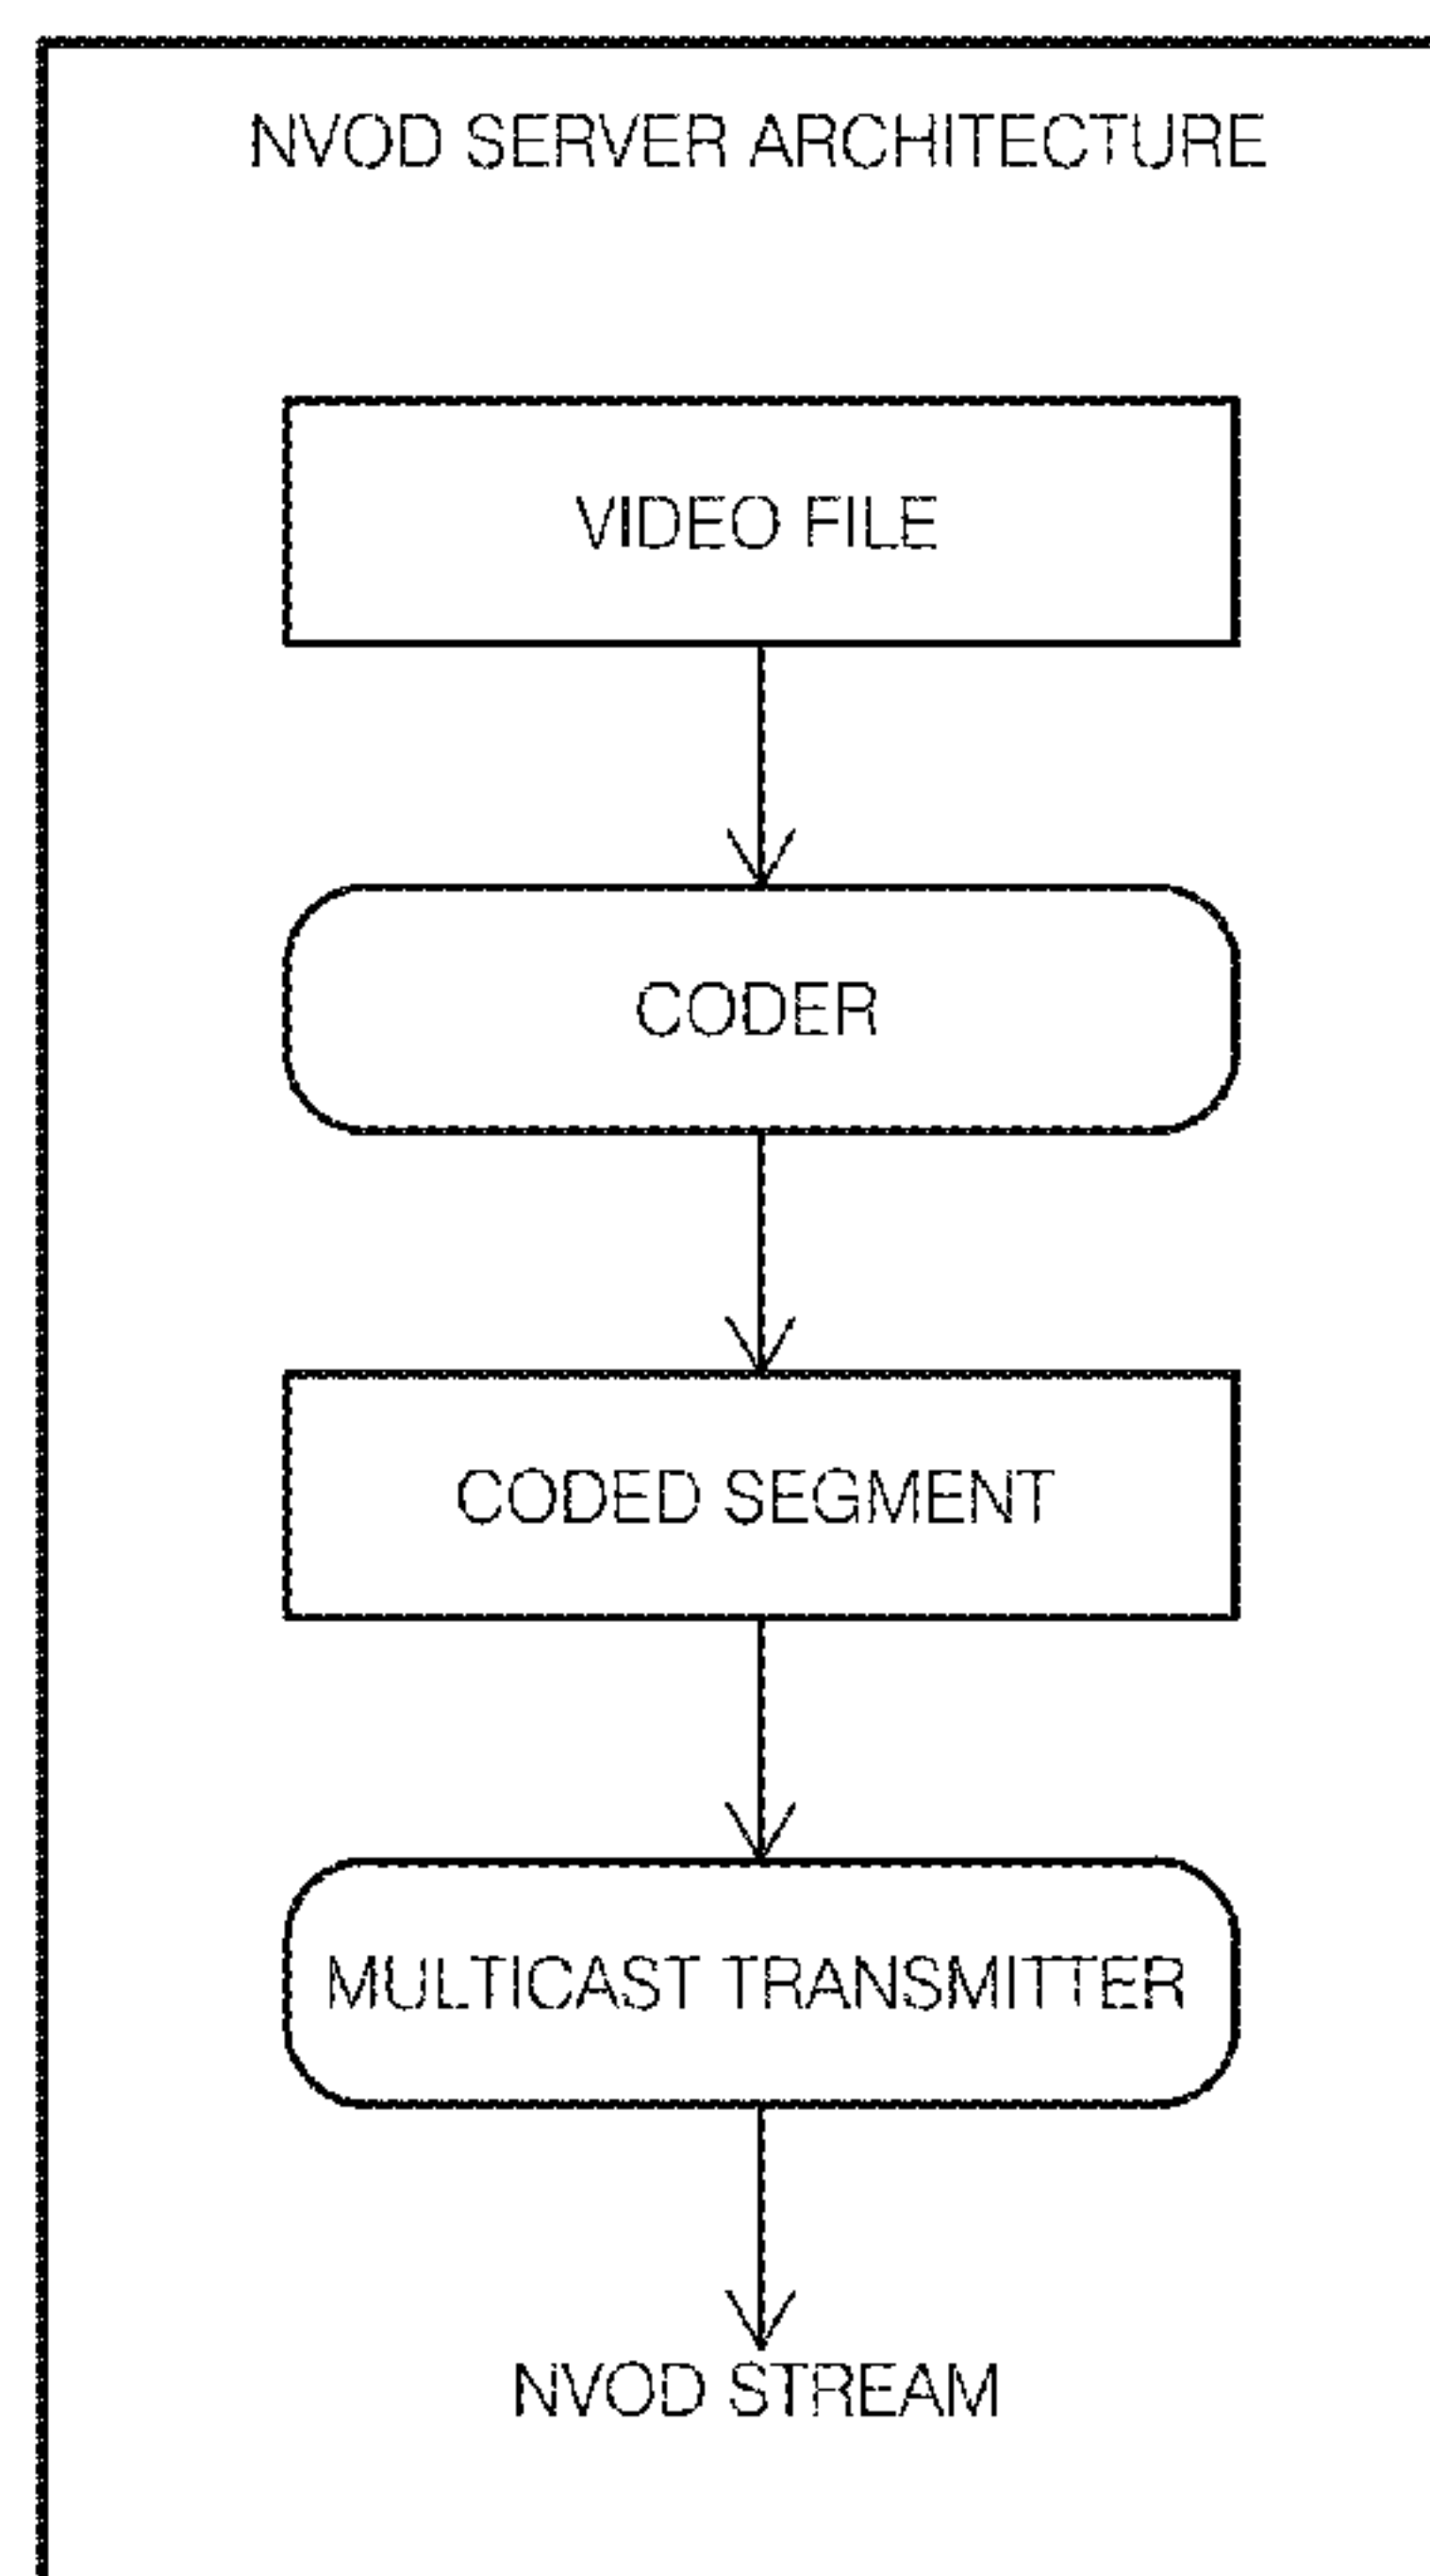 NVOD SERVER ARCHITECTURE
VIDEO FILE
CODER
CODED SEGMENT
MULTICAST TRANSMITTER
NVOD STREAM